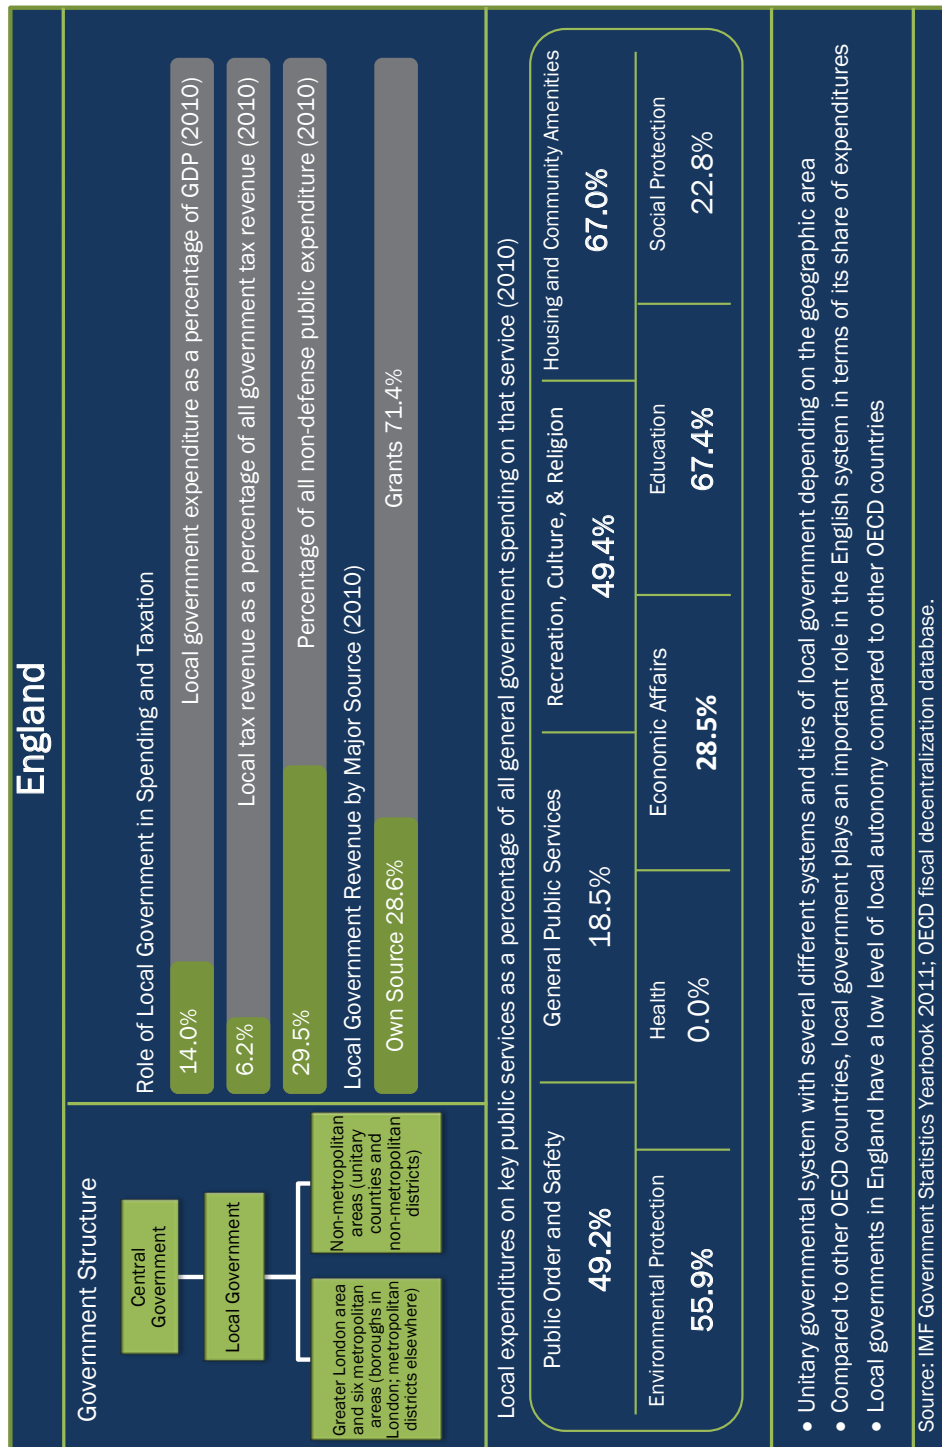 England
Government Structure
Central
Government
Local Government
Greater London area
and six metropolitan
areas (boroughs in
London; metropolitan
districts elsewhere)
Non-metropolitan
areas (unitary
counties and
non-metropolitan
districts)
Role of Local Government in Spending and Taxation
14.0% Local government expenditure as a percentage of GDP (2010)
6.2% Local tax revenue as a percentage of all government tax revenue (2010)
29.5% Percentage of all non-defense public expenditure (2010)
Local Government Revenue by Major Source (2010)
Own Source 28.6% Grants 71.4%
Local expenditures on key public services as a percentage of all general government spending on that service (2010)
Public Order and Safety
49.2%
General Public Services
18.5%
Recreation, Culture, & Religion
49.4%
Housing and Community Amenities
67.0%
Environmental Protection
55.9%
Health
0.0%
Economic Affairs
28.5%
Education
67.4%
Social Protection
22.8%
• Unitary governmental system with several different systems and tiers of local government depending on the geographic area
• Compared to other OECD countries, local government plays an important role in the English system in terms of its share of expenditures
• Local governments in England have a low level of local autonomy compared to other OECD countries
Source: IMF Government Statistics Yearbook 2011; OECD fiscal decentralization database.